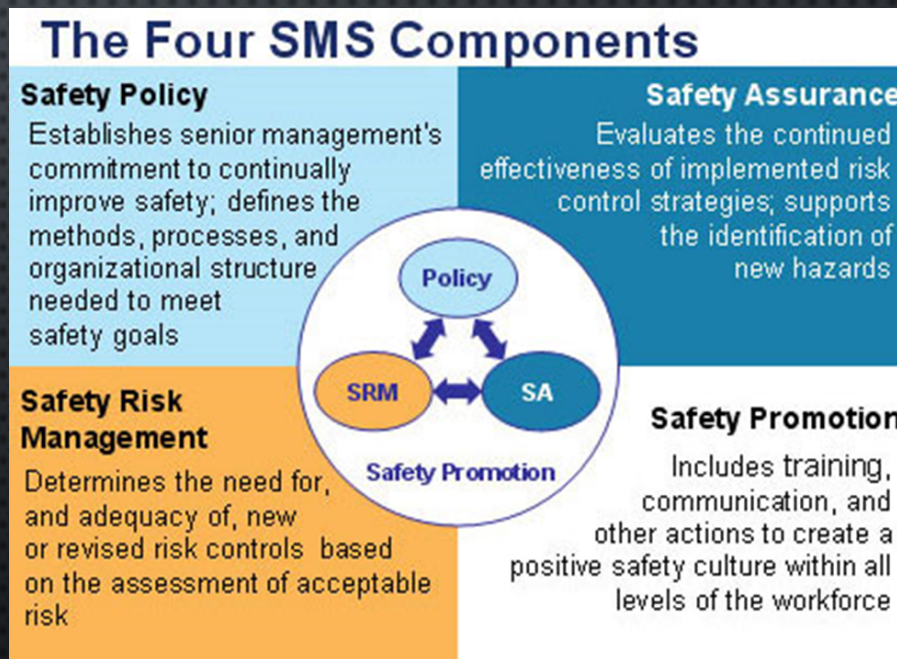 The Four SMS Components
Safety Policy
Establishes senior management's
commitment to continually
improve safety; defines the
methods, processes, and
organizational structure
needed to meet
safety goals
Safety Assurance
Evaluates the continued
effectiveness of implemented risk
control strategies; supports
the identification of
new hazards
Policy
SRM
SA
Safety Promotion
Safety Risk
Management
Determines the need for,
and adequacy of, new
or revised risk controls based
on the assessment of acceptable
risk
Safety Promotion
Includes training,
communication, and
other actions to create a
positive safety culture within all
levels of the workforce